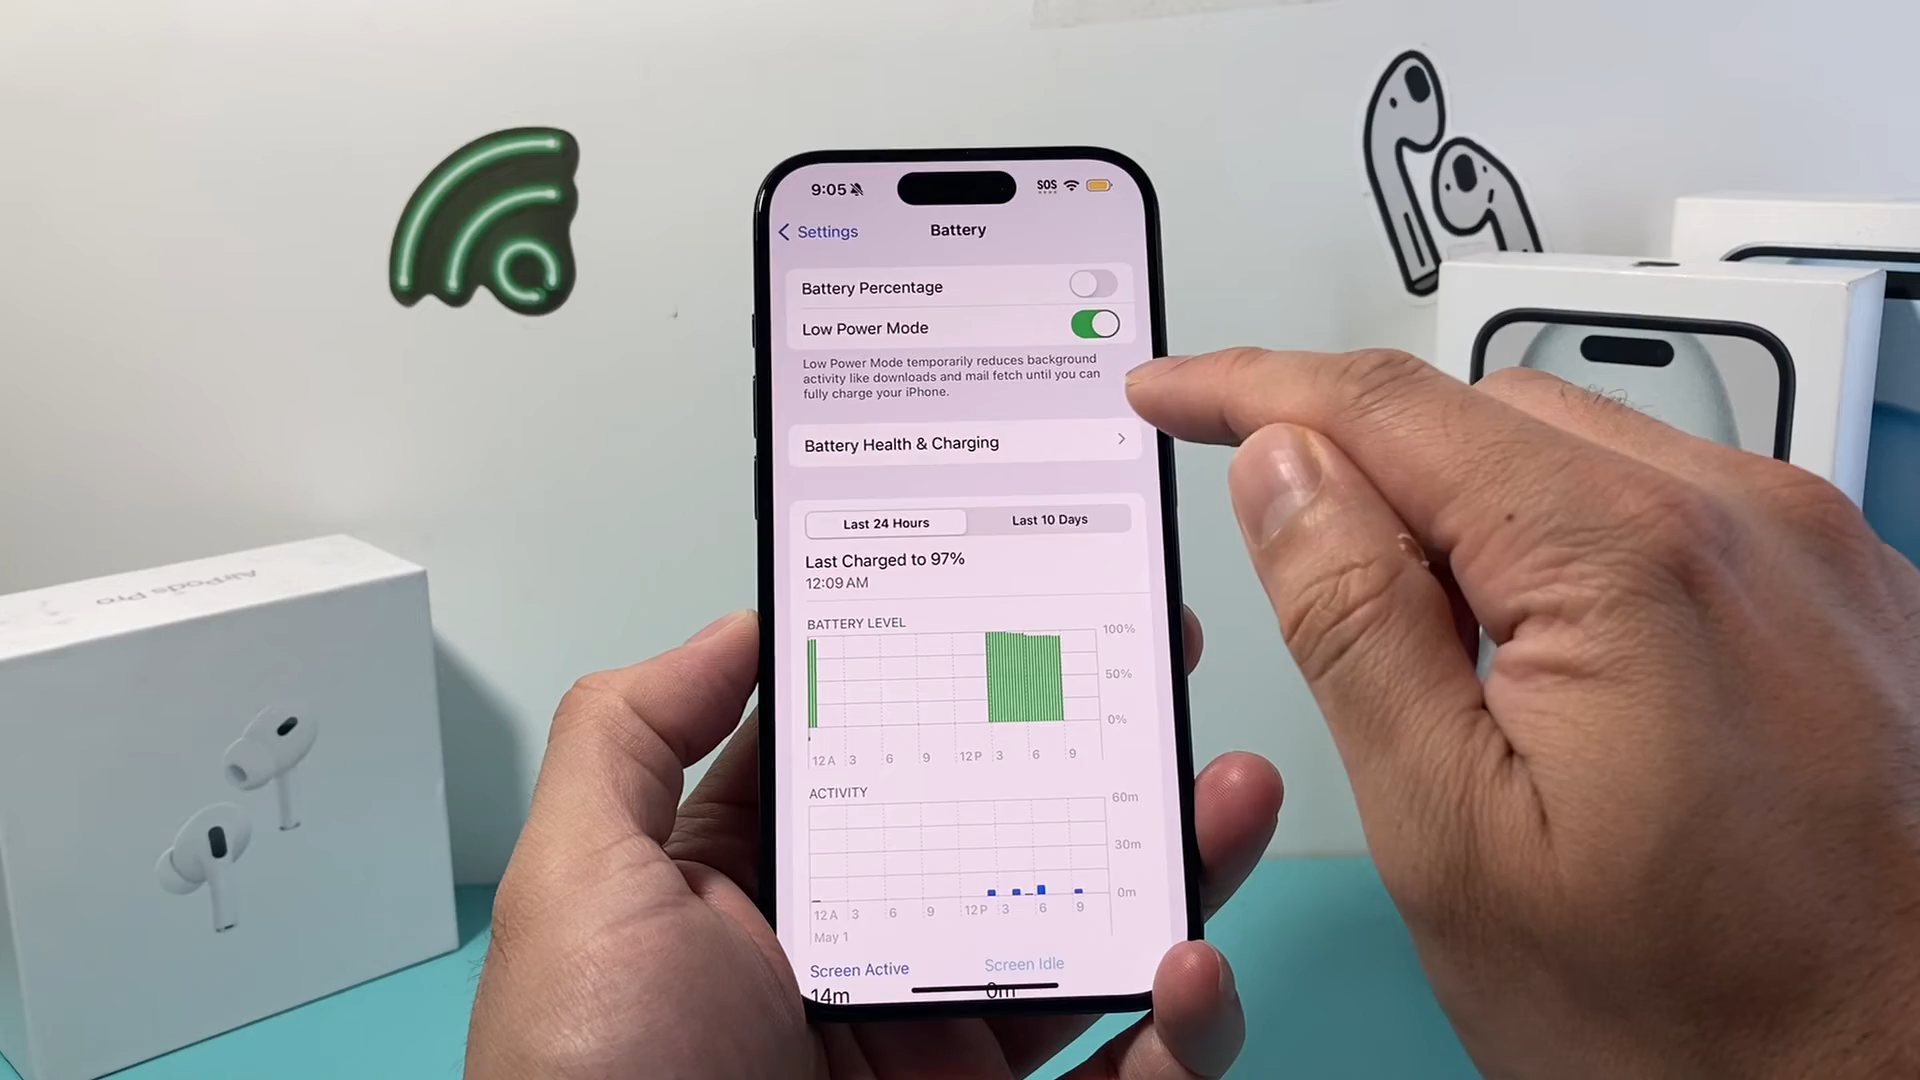 9:05 SOS
Settings Battery
Battery Percentage
Low Power Mode
Low Power Mode temporarily reduces background
activity like downloads and mail fetch until you can
fully charge your iPhone.
Battery Health & Charging
Last 24 Hours Last 10 Days
Last Charged to 97%
12:09 AM
BATTERY LEVEL
100%
50%
0%
12 A 3 6 9 12 P 3 6 9
ACTIVITY
60m
30m
0m
12 A 3 6 9 12 P 3 6 9
May 1
Screen Active Screen Idle
14m 0m
AirPods Pro